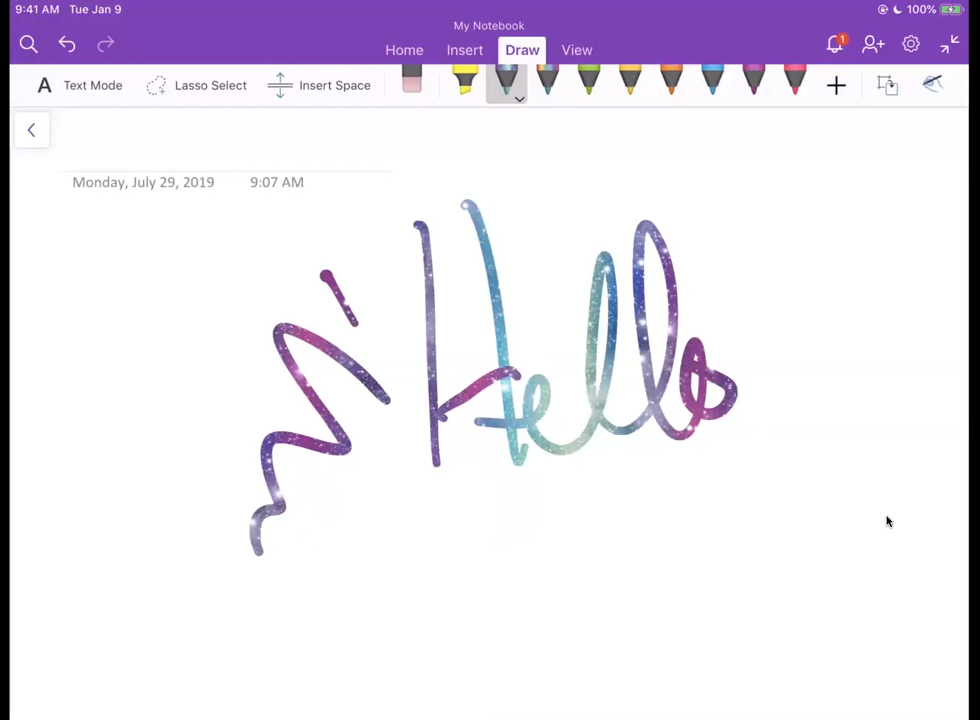 9:41 AM Tue Jan 9 100%
My Notebook
1
Home Insert Draw View
A Text Mode Lasso Select Insert Space
Monday, July 29, 2019 9:07 AM
Hello